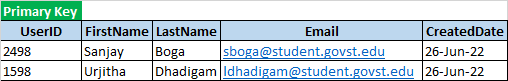 Primary Key
UserID FirstName LastName Email CreatedDate
2498 Sanjay Boga sboga@student.govst.edu 26-Jun-22
1598 Urjitha Dhadigam ldhadigam@student.govst.edu 26-Jun-22